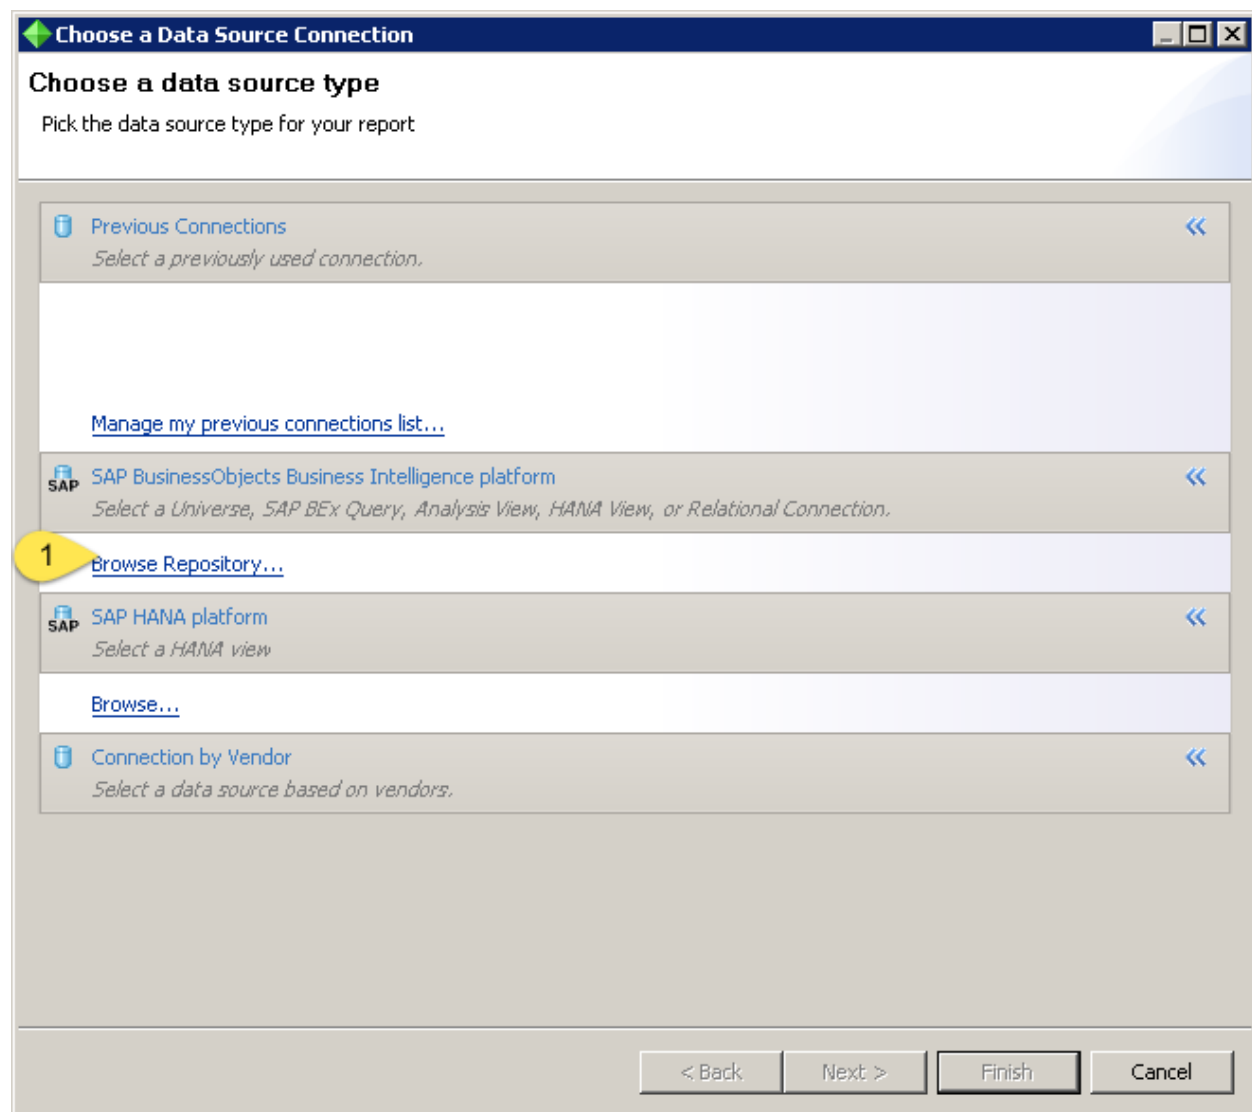 Choose a Data Source Connection
Choose a data source type
Pick the data source type for your report
Previous Connections
Select a previously used connection.
Manage my previous connections list...
SAP
SAP BusinessObjects Business Intelligence platform
Select a Universe, SAP BEx Query, Analysis View, HANA View, or Relational Connection.
1
Browse Repository...
SAP
SAP HANA platform
Select a HANA view
Browse...
Connection by Vendor
Select a data source based on vendors.
< Back
Next >
Finish
Cancel